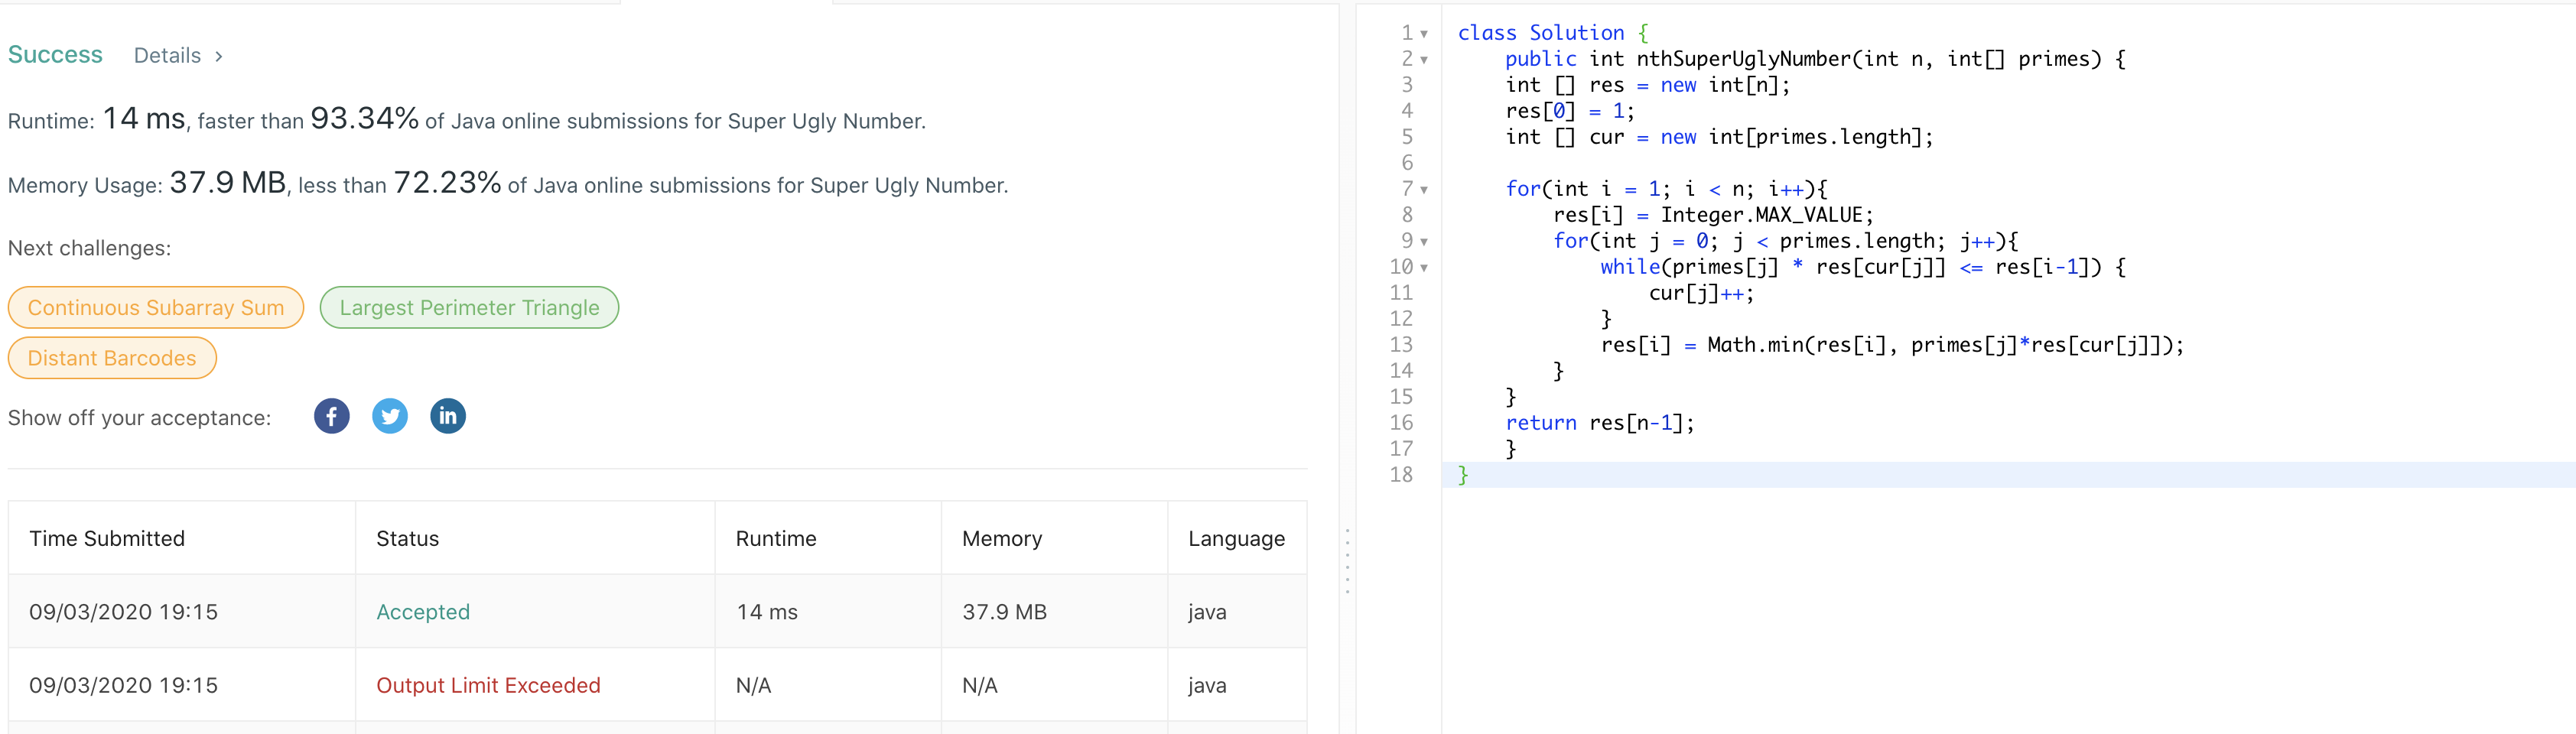 Success Details >
Runtime: 14 ms, faster than 93.34% of Java online submissions for Super Ugly Number.
Memory Usage: 37.9 MB, less than 72.23% of Java online submissions for Super Ugly Number.
Next challenges:
Continuous Subarray Sum Largest Perimeter Triangle
Distant Barcodes
Show off your acceptance: f in
Time Submitted Status Runtime Memory Language
09/03/2020 19:15 Accepted 14 ms 37.9 MB java
09/03/2020 19:15 Output Limit Exceeded N/A N/A java
1 class Solution {
2     public int nthSuperUglyNumber(int n, int[] primes) {
3     int [] res = new int[n];
4     res[0] = 1;
5     int [] cur = new int[primes.length];
6
7     for(int i = 1; i < n; i++){
8         res[i] = Integer.MAX_VALUE;
9         for(int j = 0; j < primes.length; j++){
10             while(primes[j] * res[cur[j]] <= res[i-1]) {
11                 cur[j]++;
12             }
13             res[i] = Math.min(res[i], primes[j]*res[cur[j]]);
14         }
15     }
16     return res[n-1];
17     }
18 }